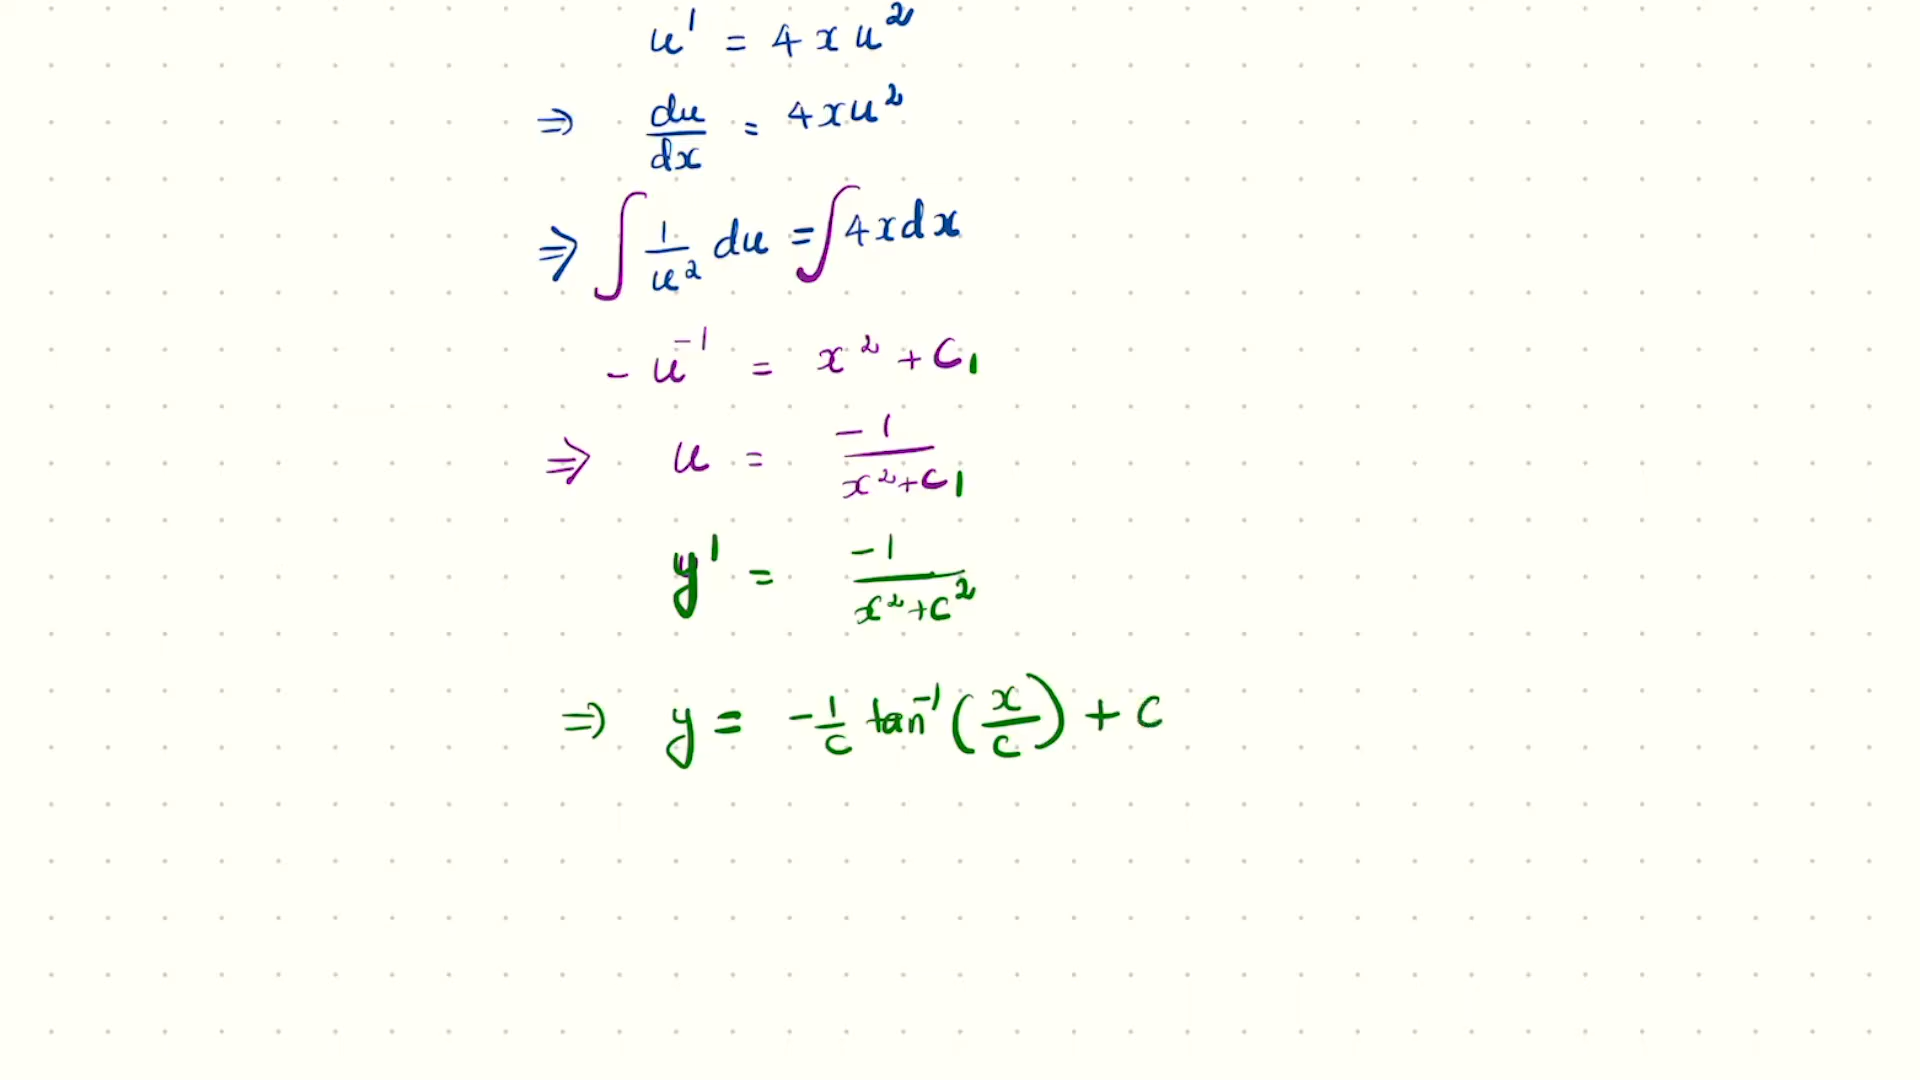 u' = 4xu²
⇒ du/dx = 4xu²
⇒ ∫ 1/u² du = ∫ 4x dx
-u⁻¹ = x² + C₁
⇒ u = -1/(x²+C₁)
y' = -1/(x²+c²)
⇒ y = -1/c tan⁻¹(x/c) + C